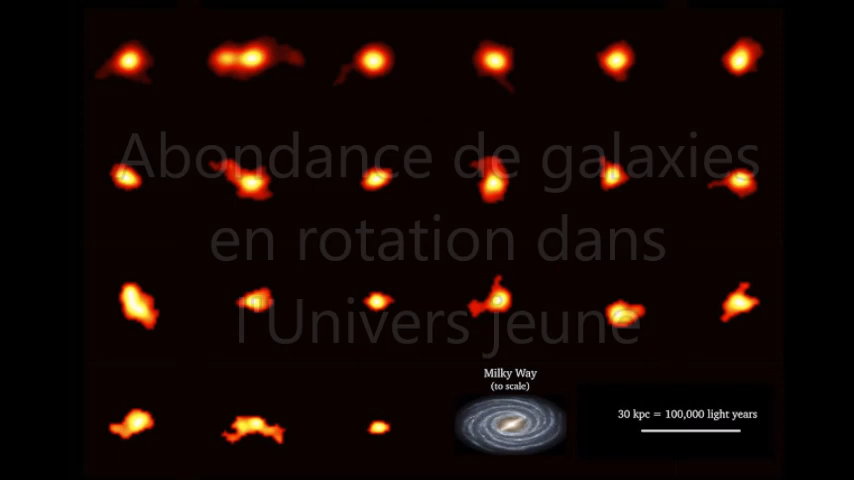 Abondance de galaxies
en rotation dans
l'Univers jeune
Milky Way
(to scale)
30 kpc = 100,000 light years